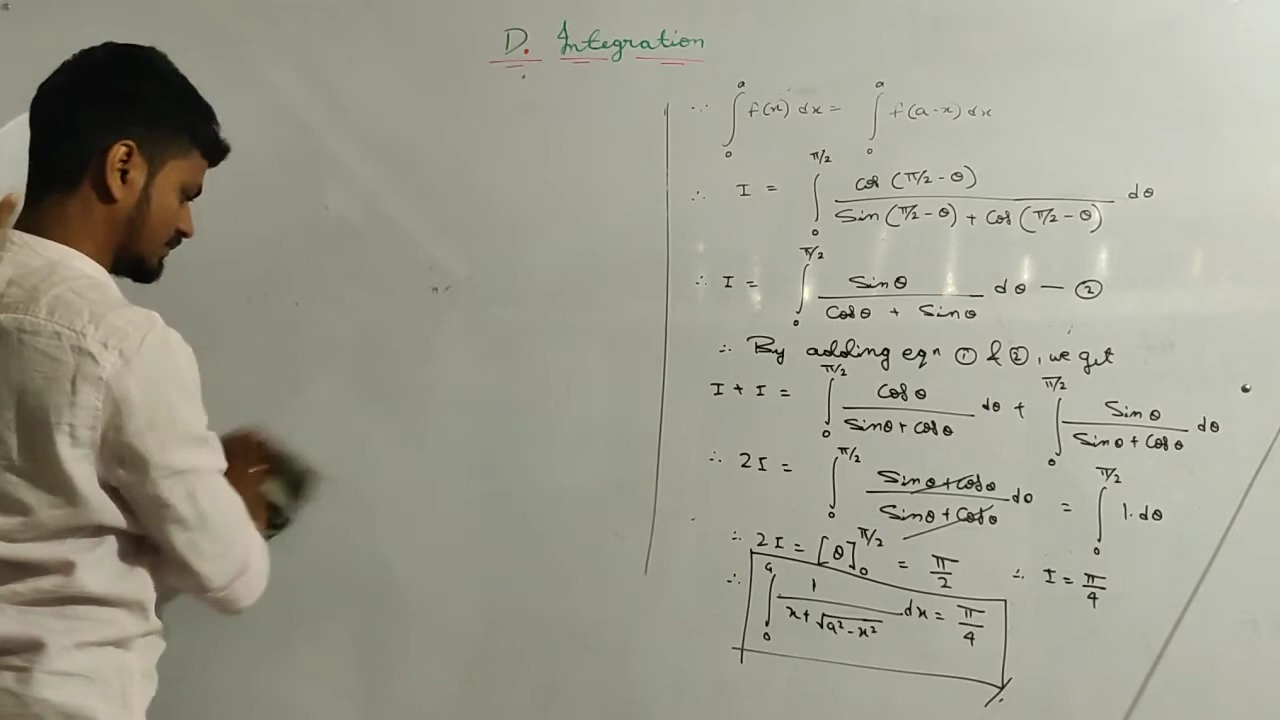 D. Integration
∵ ∫₀ᵃ f(x) dx = ∫₀ᵃ f(a-x) dx
∴ I = ∫₀^{π/2} cos (π/2 - θ) / (Sin (π/2 - θ) + Cos (π/2 - θ)) dθ
∴ I = ∫₀^{π/2} Sinθ / (Cosθ + Sinθ) dθ — ②
∴ By adding eqn ① & ②, we get
I + I = ∫₀^{π/2} Cosθ / (Sinθ + cosθ) dθ + ∫₀^{π/2} Sinθ / (Sinθ + Cosθ) dθ
∴ 2I = ∫₀^{π/2} (Sinθ + Cosθ) / (Sinθ + Cosθ) dθ = ∫₀^{π/2} 1. dθ
∴ 2I = [θ]₀^{π/2} = π/2 ∴ I = π/4
∴ ∫₀ᵃ 1 / (x + √(a² - x²)) dx = π/4